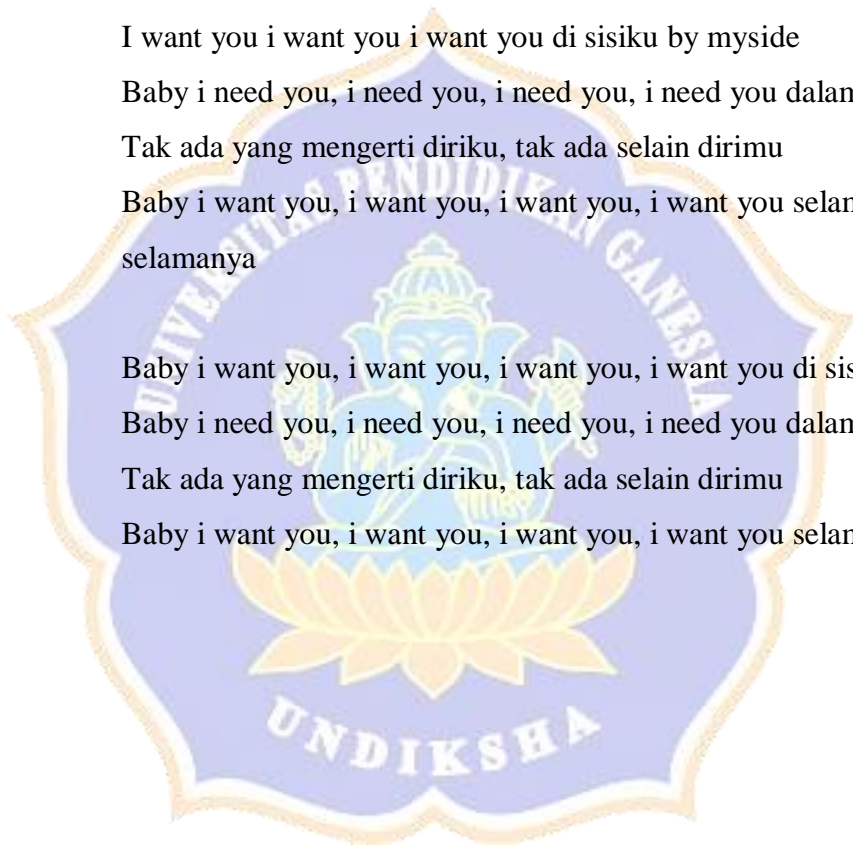 I want you i want you i want you di sisiku by myside
Baby i need you, i need you, i need you, i need you
Tak ada yang mengerti diriku, tak ada selain dirimu
Baby i want you, i want you, i want you, i want you
selamanya
Baby i want you, i want you, i want you, i want you di sis
Baby i need you, i need you, i need you, i need you
Tak ada yang mengerti diriku, tak ada selain dirimu
Baby i want you, i want you, i want you, i want you
UNIVERSITAS PENDIDIKAN GANESHA
UNDIKSHA